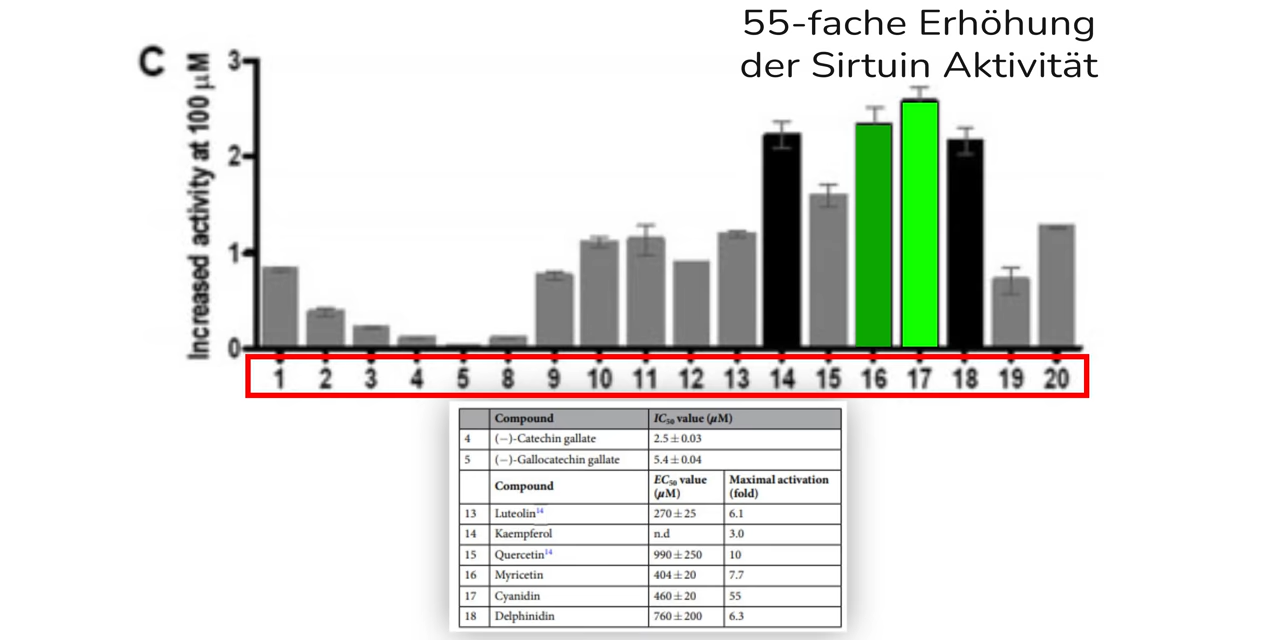 55-fache Erhöhung
der Sirtuin Aktivität
C
Increased activity at 100 μM
3
2
1
0
1 2 3 4 5 8 9 10 11 12 13 14 15 16 17 18 19 20
Compound IC50 value (μM)
4 (−)-Catechin gallate 2.5±0.03
5 (−)-Gallocatechin gallate 5.4±0.04
Compound EC50 value (μM) Maximal activation (fold)
13 Luteolin14 270±25 6.1
14 Kaempferol n.d 3.0
15 Quercetin14 990±250 10
16 Myricetin 404±20 7.7
17 Cyanidin 460±20 55
18 Delphinidin 760±200 6.3